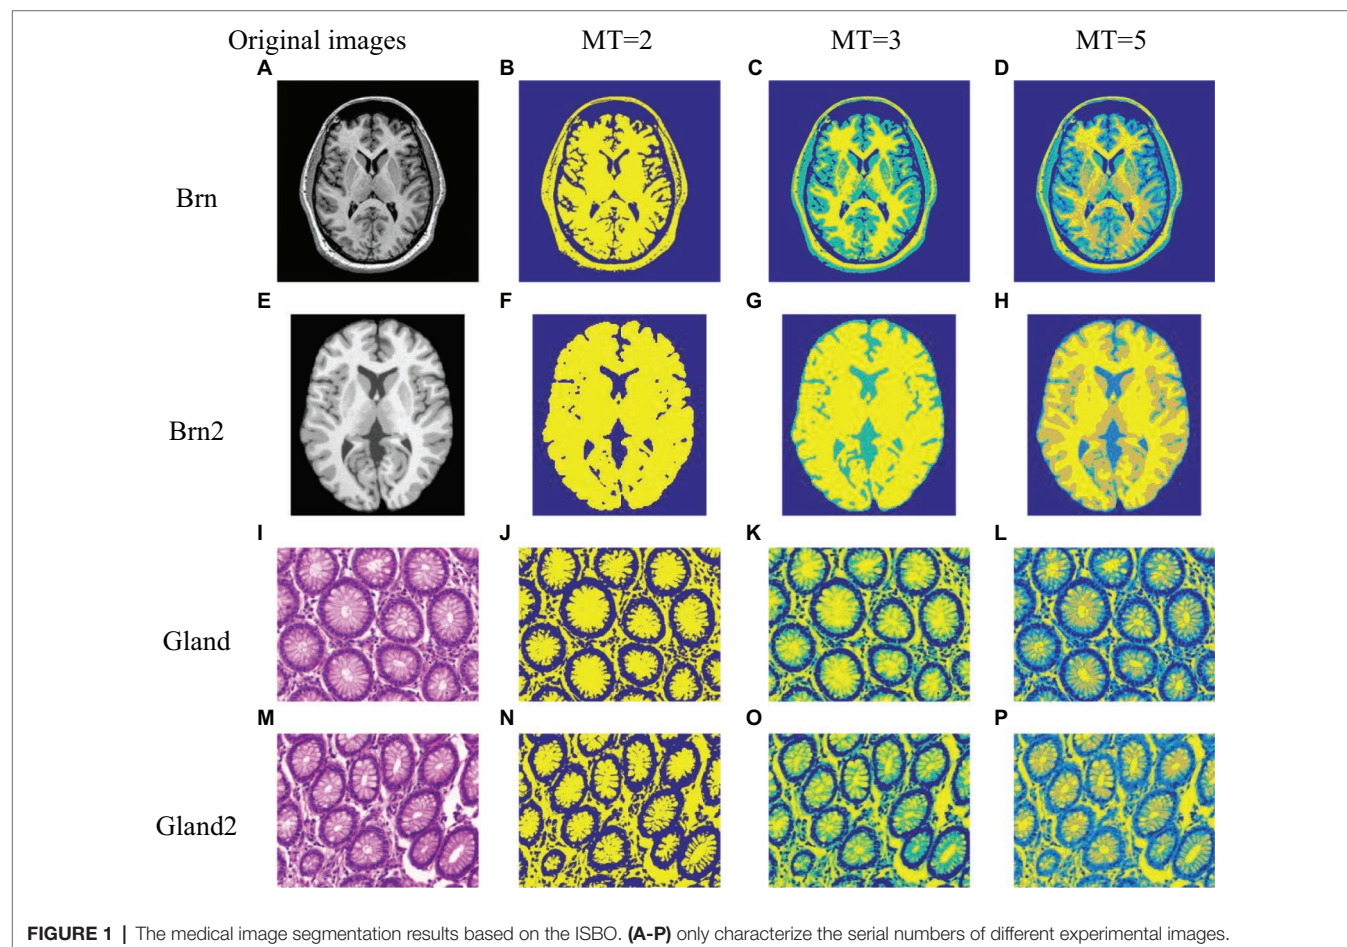 Original images MT=2 MT=3 MT=5
A B C D
Brn
E F G H
Brn2
I J K L
Gland
M N O P
Gland2
FIGURE 1 | The medical image segmentation results based on the ISBO. (A-P) only characterize the serial numbers of different experimental images.